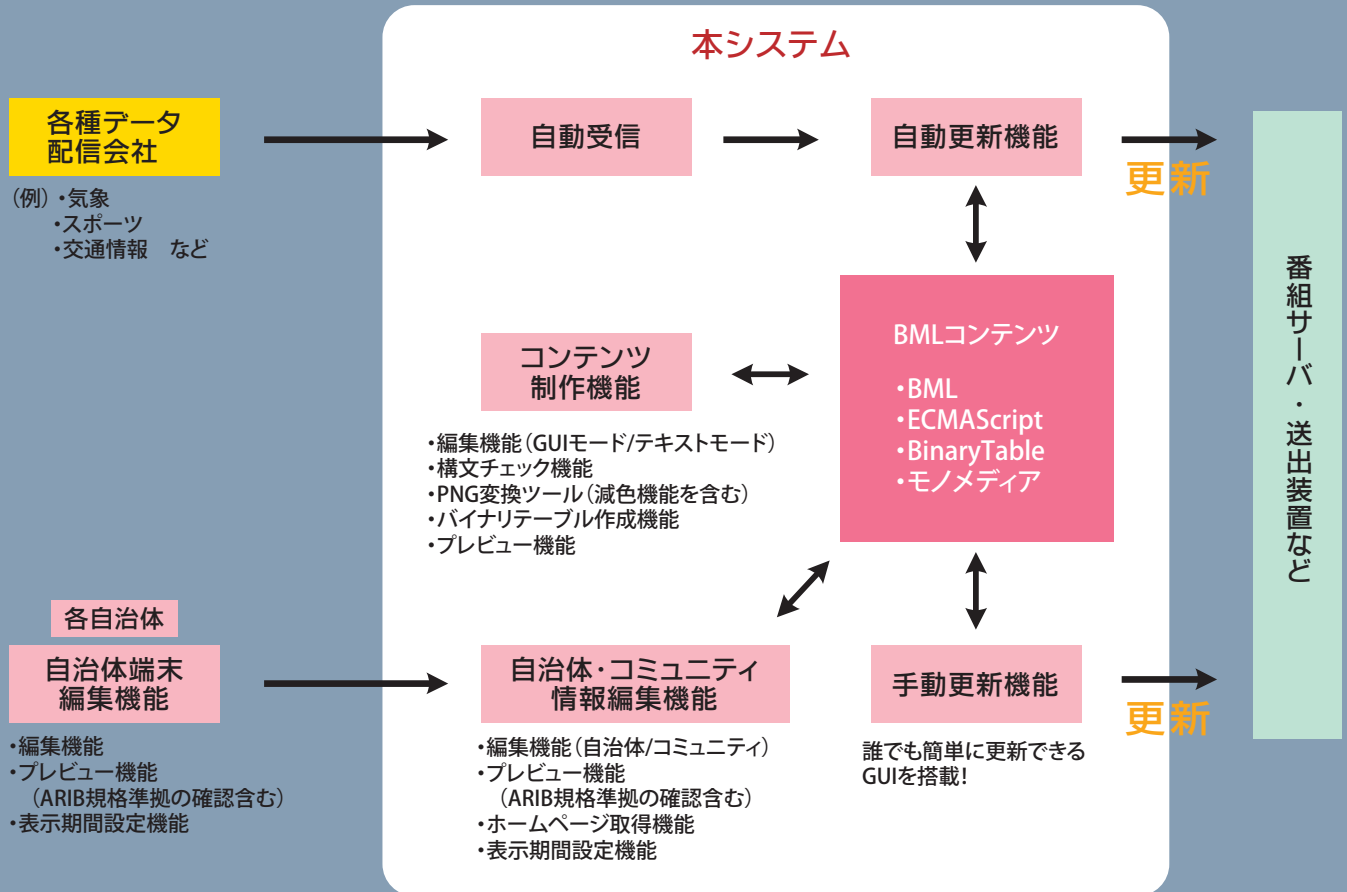 本システム
各種データ
配信会社
（例）・気象
・スポーツ
・交通情報　など
自動受信
自動更新機能
更新
コンテンツ
制作機能
・編集機能（GUIモード/テキストモード）
・構文チェック機能
・PNG変換ツール（減色機能を含む）
・バイナリテーブル作成機能
・プレビュー機能
BMLコンテンツ
・BML
・ECMAScript
・BinaryTable
・モノメディア
番組サーバ・送出装置など
各自治体
自治体端末
編集機能
・編集機能
・プレビュー機能
（ARIB規格準拠の確認含む）
・表示期間設定機能
自治体・コミュニティ
情報編集機能
・編集機能（自治体/コミュニティ）
・プレビュー機能
（ARIB規格準拠の確認含む）
・ホームページ取得機能
・表示期間設定機能
手動更新機能
誰でも簡単に更新できる
GUIを搭載！
更新